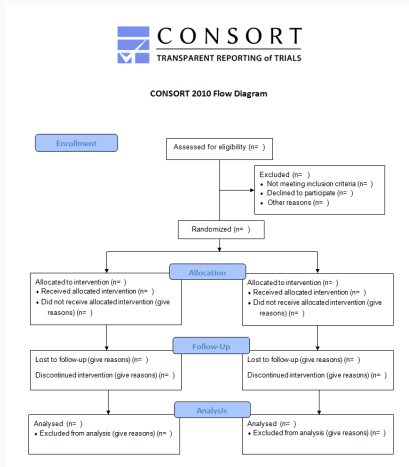 CONSORT
TRANSPARENT REPORTING of TRIALS
CONSORT 2010 Flow Diagram
Enrollment
Assessed for eligibility (n= )
Excluded (n= )
♦ Not meeting inclusion criteria (n= )
♦ Declined to participate (n= )
♦ Other reasons (n= )
Randomized (n= )
Allocation
Allocated to intervention (n= )
♦ Received allocated intervention (n= )
♦ Did not receive allocated intervention (give
reasons) (n= )
Allocated to intervention (n= )
♦ Received allocated intervention (n= )
♦ Did not receive allocated intervention (give
reasons) (n= )
Follow-Up
Lost to follow-up (give reasons) (n= )
Discontinued intervention (give reasons) (n= )
Lost to follow-up (give reasons) (n= )
Discontinued intervention (give reasons) (n= )
Analysis
Analysed (n= )
♦ Excluded from analysis (give reasons) (n= )
Analysed (n= )
♦ Excluded from analysis (give reasons) (n= )